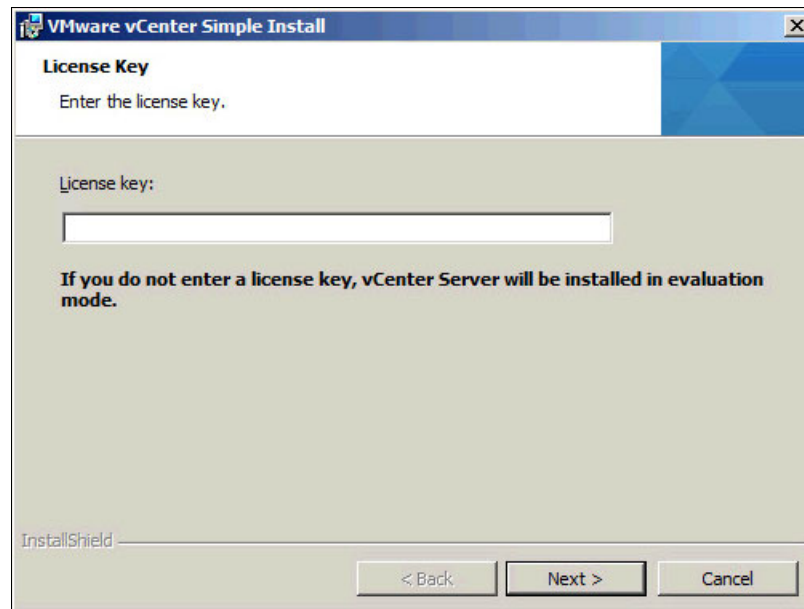 VMware vCenter Simple Install
License Key
Enter the license key.
License key:
If you do not enter a license key, vCenter Server will be installed in evaluation
mode.
InstallShield
< Back
Next >
Cancel